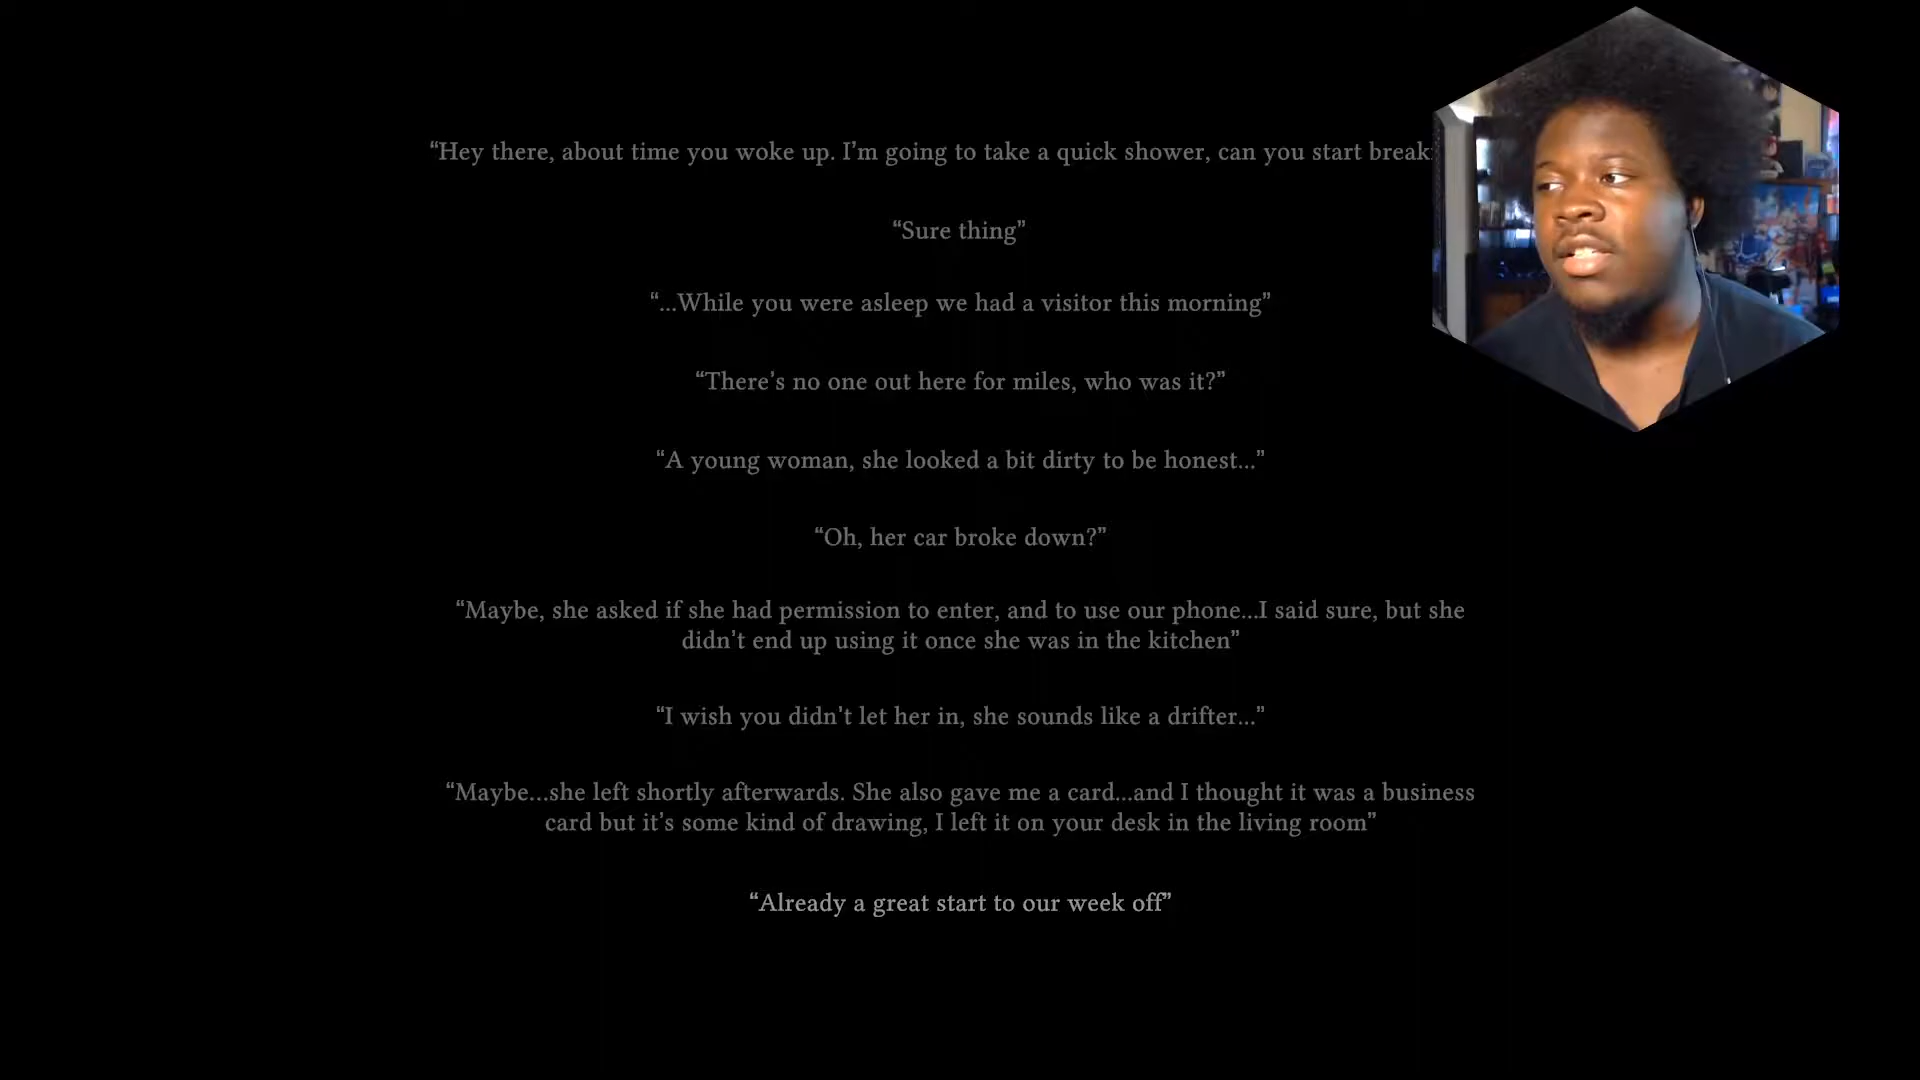 “Hey there, about time you woke up. I’m going to take a quick shower, can you start
“Sure thing”
“...While you were asleep we had a visitor this morning”
“There’s no one out here for miles, who was it?”
“A young woman, she looked a bit dirty to be honest...”
“Oh, her car broke down?”
“Maybe, she asked if she had permission to enter, and to use our phone...I said sure, but she
didn’t end up using it once she was in the kitchen”
“I wish you didn’t let her in, she sounds like a drifter...”
“Maybe...she left shortly afterwards. She also gave me a card...and I thought it was a business
card but it’s some kind of drawing, I left it on your desk in the living room”
“Already a great start to our week off”